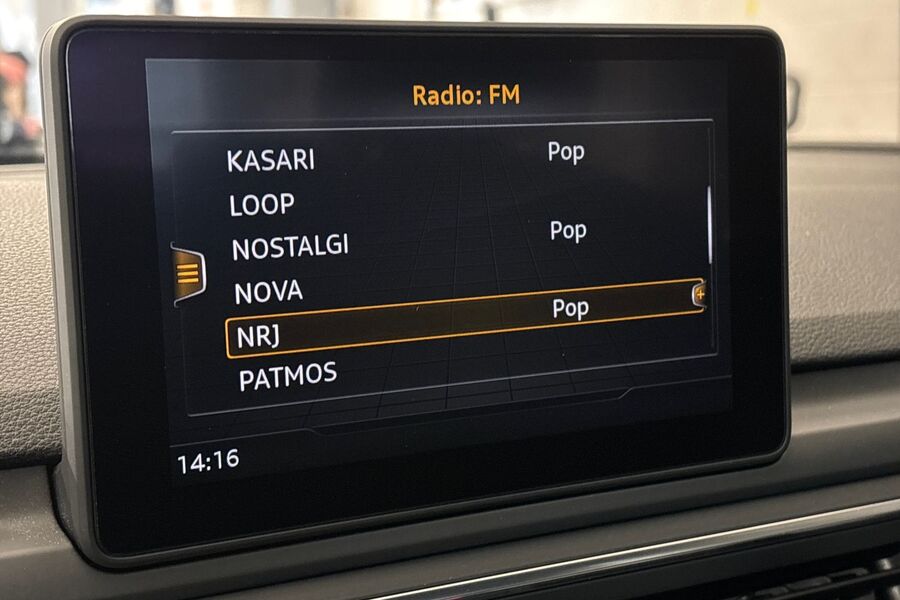 Radio: FM
KASARI Pop
LOOP
NOSTALGI Pop
NOVA
NRJ Pop
PATMOS
14:16